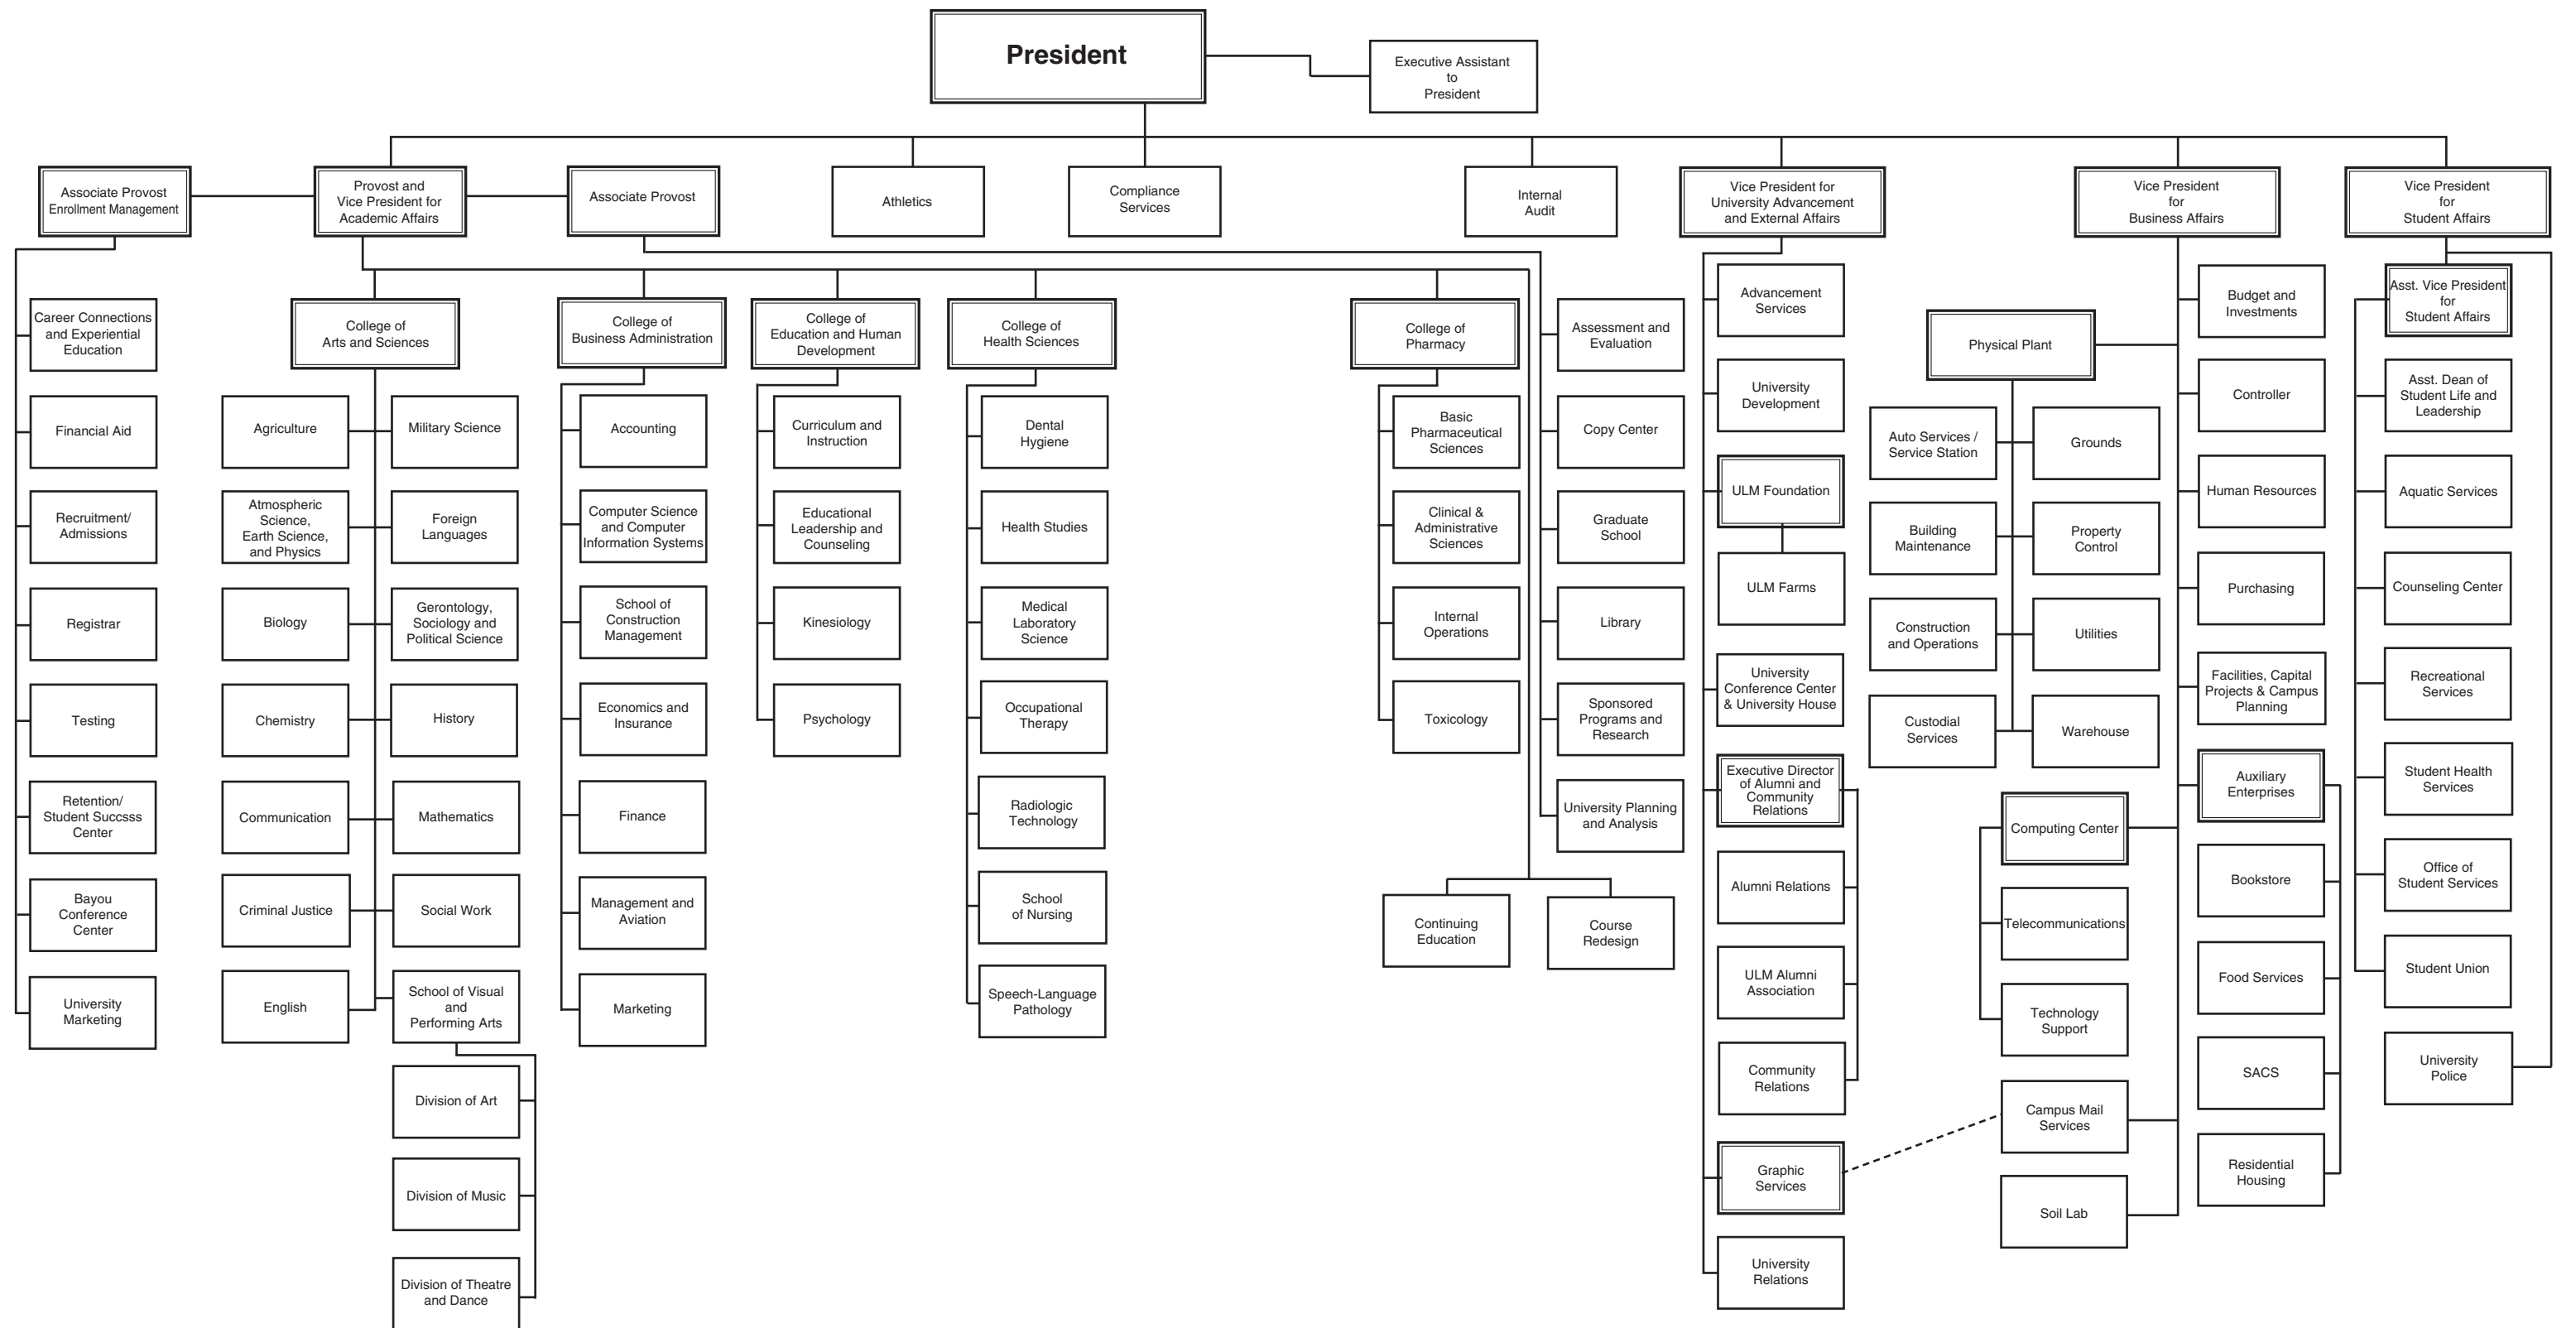 President
Executive Assistant
to
President
Associate Provost
Enrollment Management
Provost and
Vice President for
Academic Affairs
Associate Provost
Athletics
Compliance
Services
Internal
Audit
Vice President for
University Advancement
and External Affairs
Vice President
for
Business Affairs
Vice President
for
Student Affairs
Career Connections
and Experiential
Education
Financial Aid
Recruitment/
Admissions
Registrar
Testing
Retention/
Student Succsss
Center
Bayou
Conference
Center
University
Marketing
College of
Arts and Sciences
Agriculture
Military Science
Atmospheric
Science,
Earth Science,
and Physics
Foreign
Languages
Biology
Gerontology,
Sociology and
Political Science
Chemistry
History
Communication
Mathematics
Criminal Justice
Social Work
English
School of Visual
and
Performing Arts
Division of Art
Division of Music
Division of Theatre
and Dance
College of
Business Administration
Accounting
Computer Science
and Computer
Information Systems
School of
Construction
Management
Economics and
Insurance
Finance
Management and
Aviation
Marketing
College of
Education and Human
Development
Curriculum and
Instruction
Educational
Leadership and
Counseling
Kinesiology
Psychology
College of
Health Sciences
Dental
Hygiene
Health Studies
Medical
Laboratory
Science
Occupational
Therapy
Radiologic
Technology
School
of Nursing
Speech-Language
Pathology
College of
Pharmacy
Basic
Pharmaceutical
Sciences
Clinical &
Administrative
Sciences
Internal
Operations
Toxicology
Continuing
Education
Course
Redesign
Assessment and
Evaluation
Copy Center
Graduate
School
Library
Sponsored
Programs and
Research
University Planning
and Analysis
Advancement
Services
University
Development
ULM Foundation
ULM Farms
University
Conference Center
& University House
Executive Director
of Alumni and
Community
Relations
Alumni Relations
ULM Alumni
Association
Community
Relations
Graphic
Services
University
Relations
Physical Plant
Auto Services /
Service Station
Grounds
Building
Maintenance
Property
Control
Construction
and Operations
Utilities
Custodial
Services
Warehouse
Computing Center
Telecommunications
Technology
Support
Campus Mail
Services
Soil Lab
Budget and
Investments
Controller
Human Resources
Purchasing
Facilities, Capital
Projects & Campus
Planning
Auxiliary
Enterprises
Bookstore
Food Services
SACS
Residential
Housing
Asst. Vice President
for
Student Affairs
Asst. Dean of
Student Life and
Leadership
Aquatic Services
Counseling Center
Recreational
Services
Student Health
Services
Office of
Student Services
Student Union
University
Police